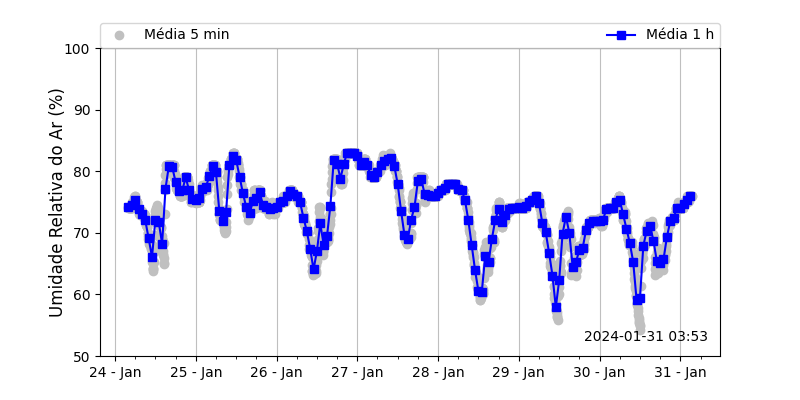 Média 5 min
Média 1 h
100
90
80
70
60
50
Umidade Relativa do Ar (%)
2024-01-31 03:53
24 - Jan
25 - Jan
26 - Jan
27 - Jan
28 - Jan
29 - Jan
30 - Jan
31 - Jan